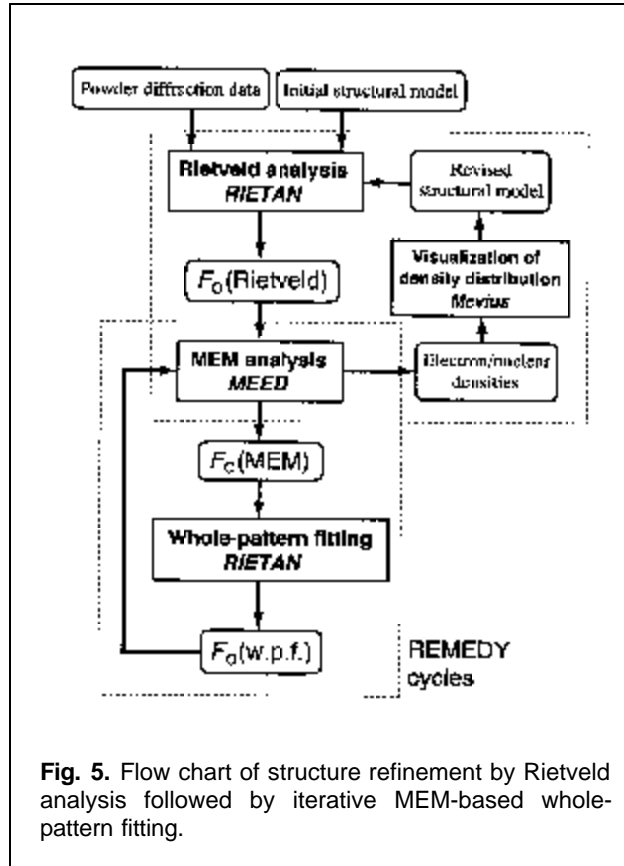 Powder diffraction data
Initial structural model
Rietveld analysis
RIETAN
Revised
structural model
Visualization of
density distribution
Mevius
Fo(Rietveld)
MEM analysis
MEED
Electron/nuclear
densities
Fc(MEM)
Whole-pattern fitting
RIETAN
Fo(w.p.f.)
REMEDY
cycles
Fig. 5. Flow chart of structure refinement by Rietveld
analysis followed by iterative MEM-based whole-
pattern fitting.